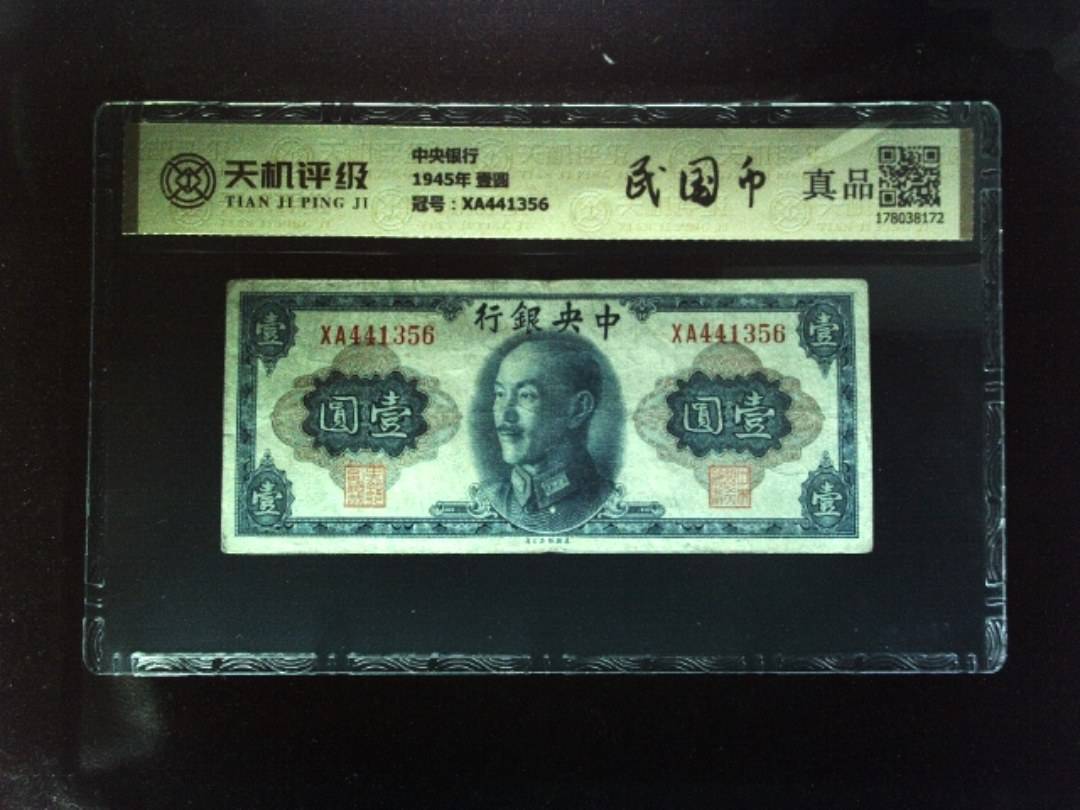 天机评级
TIAN JI PING JI
中央银行
1945年 壹圆
冠号：XA441356
民国币
真品
178038172
行銀央中
XA441356
XA441356
壹
壹
圓壹
圓壹
壹
壹